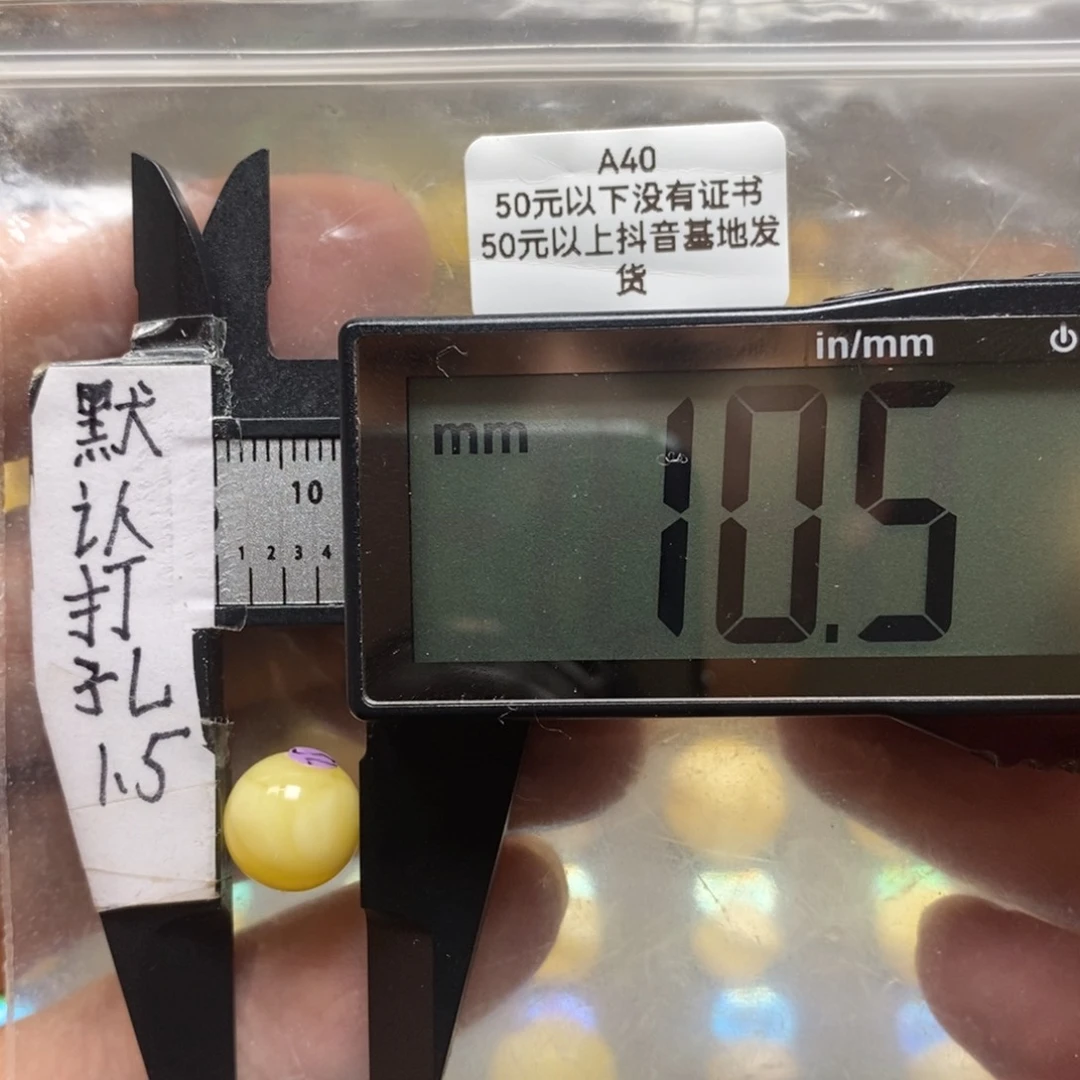 A40
50元以下没有证书
50元以上抖音基地发
货
in/mm
mm
10.5
10
1 2 3 4
默
认
打
孔
1.5